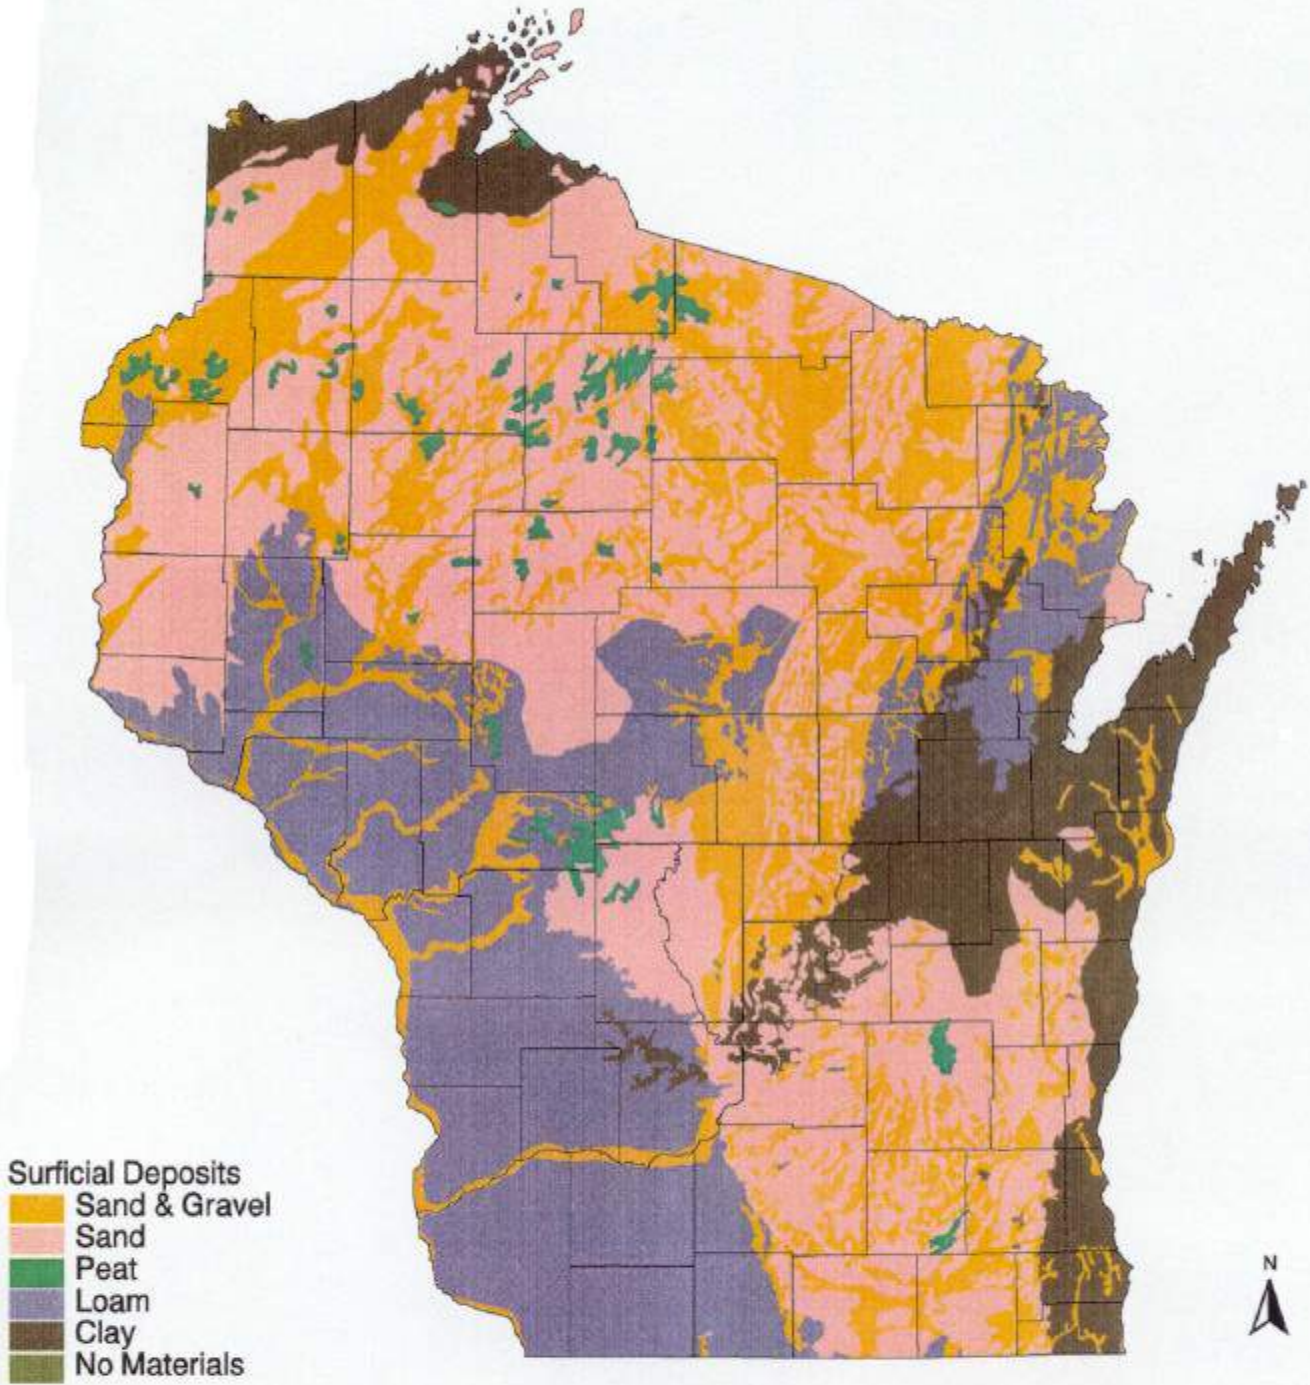 Surficial Deposits
Sand & Gravel
Sand
Peat
Loam
Clay
No Materials
N